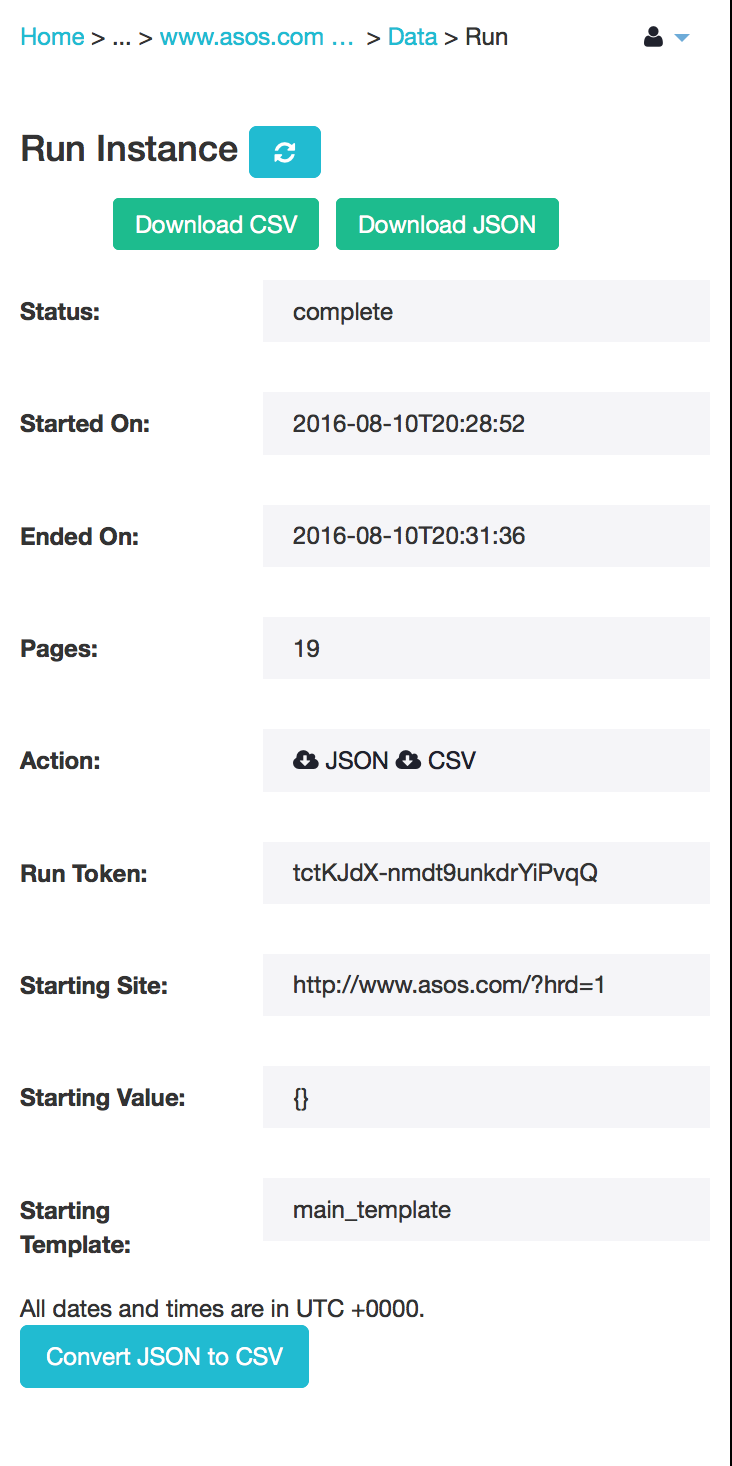 Home > ... > www.asos.com ... > Data > Run
Run Instance
Download CSV Download JSON
Status: complete
Started On: 2016-08-10T20:28:52
Ended On: 2016-08-10T20:31:36
Pages: 19
Action: JSON CSV
Run Token: tctKJdX-nmdt9unkdrYiPvqQ
Starting Site: http://www.asos.com/?hrd=1
Starting Value: {}
Starting main_template
Template:
All dates and times are in UTC +0000.
Convert JSON to CSV